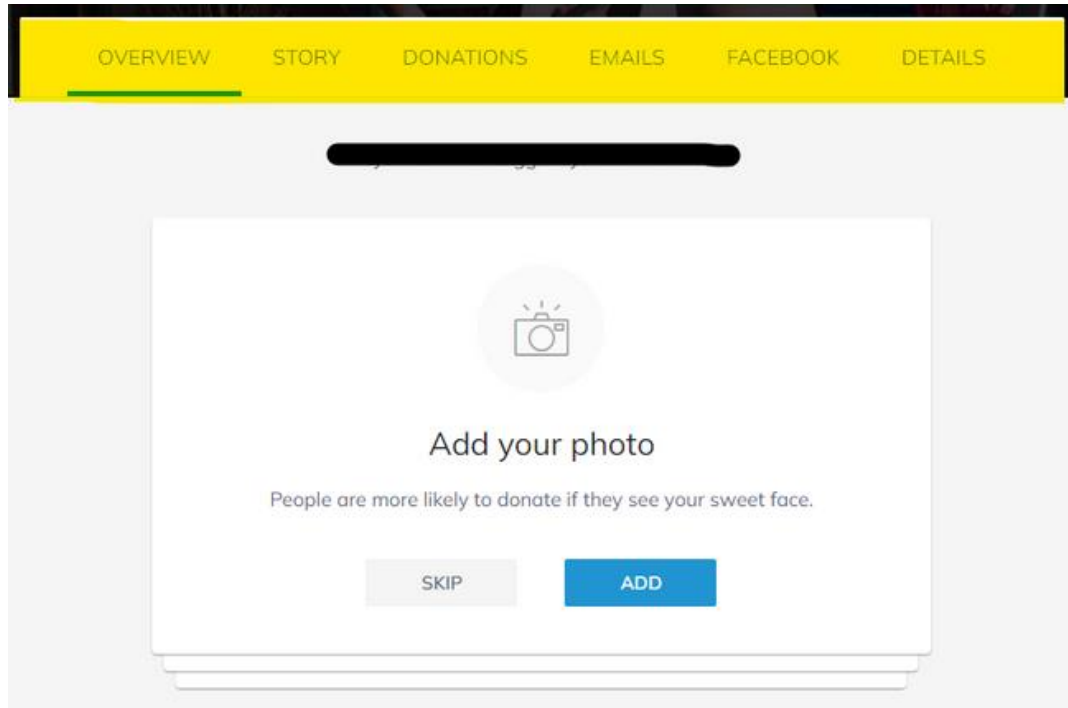 OVERVIEW STORY DONATIONS EMAILS FACEBOOK DETAILS
Add your photo
People are more likely to donate if they see your sweet face.
SKIP ADD